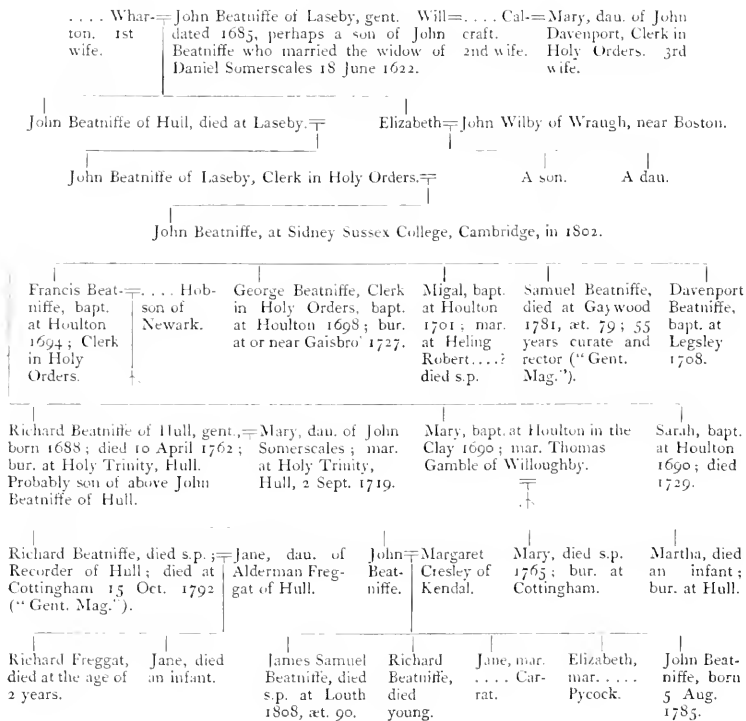 . . . . Whar-
ton. 1st
wife.
John Beatniffe of Laseby, gent. Will
dated 1685, perhaps a son of John
Beatniffe who married the widow of
Daniel Somerscales 18 June 1622.
. . . . Cal-
craft.
2nd wife.
Mary, dau. of John
Davenport, Clerk in
Holy Orders. 3rd
wife.
John Beatniffe of Hull, died at Laseby.
Elizabeth
John Wilby of Wraugh, near Boston.
John Beatniffe of Laseby, Clerk in Holy Orders.
A son.
A dau.
John Beatniffe, at Sidney Sussex College, Cambridge, in 1802.
Francis Beat-
niffe, bapt.
at Houlton
1694; Clerk
in Holy
Orders.
. . . . Hob-
son of
Newark.
George Beatniffe, Clerk
in Holy Orders, bapt.
at Houlton 1698; bur.
at or near Gaisbro' 1727.
Migal, bapt.
at Houlton
1701; mar.
at Heling
Robert....?
died s.p.
Samuel Beatniffe,
died at Gaywood
1781, æt. 79; 55
years curate and
rector ("Gent.
Mag.").
Davenport
Beatniffe,
bapt. at
Legsley
1708.
Richard Beatniffe of Hull, gent.,
born 1688; died 10 April 1762;
bur. at Holy Trinity, Hull.
Probably son of above John
Beatniffe of Hull.
Mary, dau. of John
Somerscales; mar.
at Holy Trinity,
Hull, 2 Sept. 1719.
Mary, bapt. at Houlton in the
Clay 1690; mar. Thomas
Gamble of Willoughby.
Sarah, bapt.
at Houlton
1690; died
1729.
Richard Beatniffe, died s.p.;
Recorder of Hull; died at
Cottingham 15 Oct. 1792
("Gent. Mag.").
Jane, dau. of
Alderman Freg-
gat of Hull.
John
Beat-
niffe.
Margaret
Cresley of
Kendal.
Mary, died s.p.
1765; bur. at
Cottingham.
Martha, died
an infant;
bur. at Hull.
Richard Freggat,
died at the age of
2 years.
Jane, died
an infant.
James Samuel
Beatniffe, died
s.p. at Louth
1808, æt. 90.
Richard
Beatniffe,
died
young.
Jane, mar.
. . . . Car-
rat.
Elizabeth,
mar. . . . .
Pycock.
John Beat-
niffe, born
5 Aug.
1785.